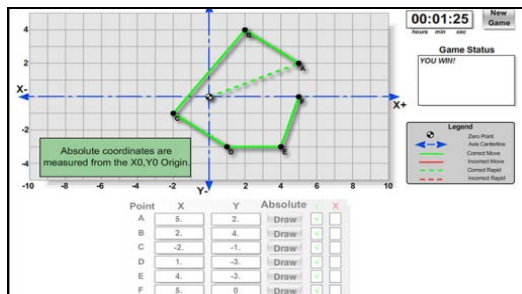 00:01:25
hours min sec
New
Game
Game Status
YOU WIN!
4
2
-2
-4
X-
X+
Y-
B
A
F
C
D
E
-10
-8
-6
-4
-2
0
2
4
6
8
10
Absolute coordinates are
measured from the X0,Y0 Origin.
Legend
Zero Point
Axis Centerline
Correct Move
Incorrect Move
Correct Rapid
Incorrect Rapid
Point X Y Absolute √ X
A 5. 2. Draw √
B 2. 4. Draw √
C -2. -1. Draw √
D 1. -3. Draw √
E 4. -3. Draw √
F 5. 0 Draw √